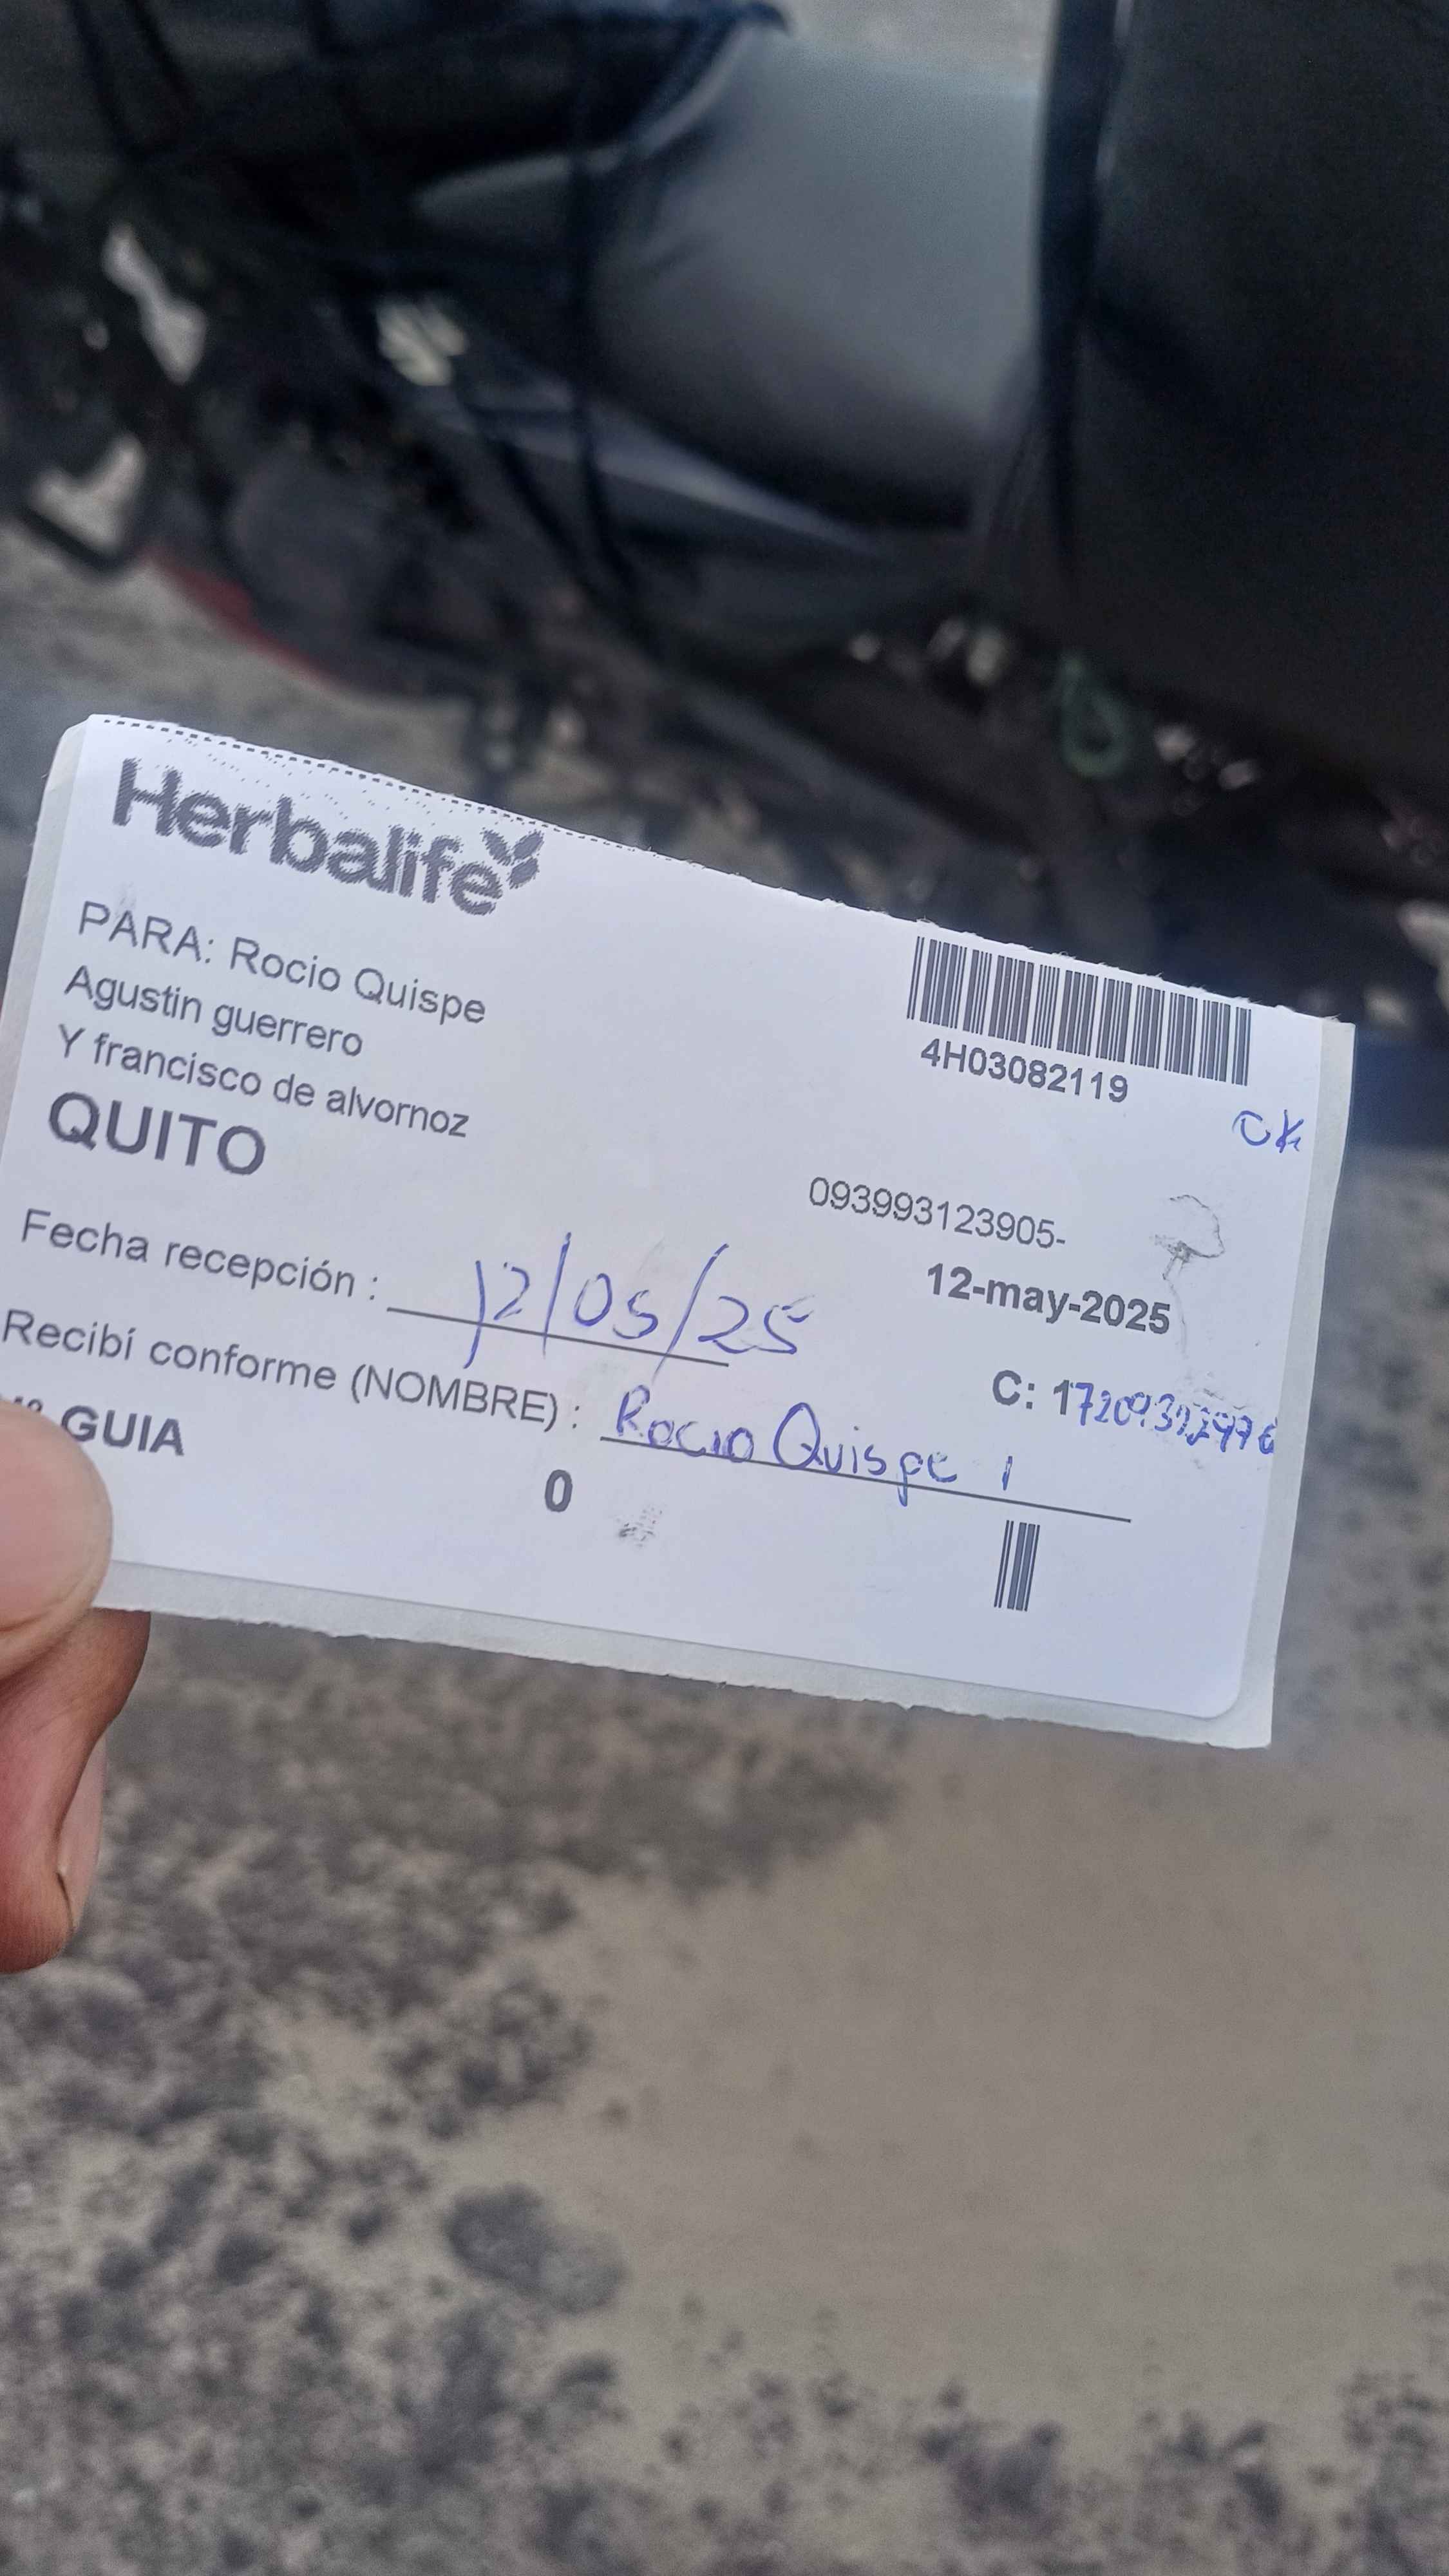 Herbalife
PARA: Rocio Quispe
Agustin guerrero
Y francisco de alvornoz
QUITO
4H03082119
OK
093993123905-
12-may-2025
Fecha recepción : 12/05/25
C: 1
Recibí conforme (NOMBRE) : Rocio Quispe
GUIA
0